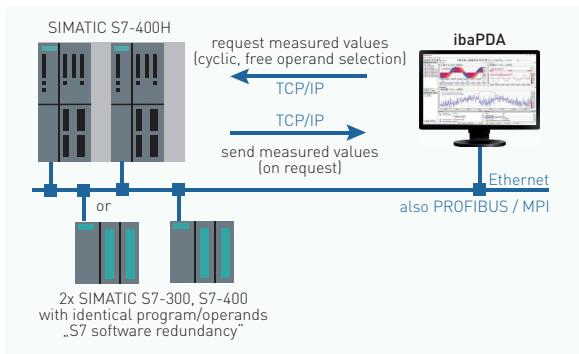 SIMATIC S7-400H
request measured values
(cyclic, free operand selection)
TCP/IP
ibaPDA
TCP/IP
send measured values
(on request)
Ethernet
also PROFIBUS / MPI
or
2x SIMATIC S7-300, S7-400
with identical program/operands
„S7 software redundancy“